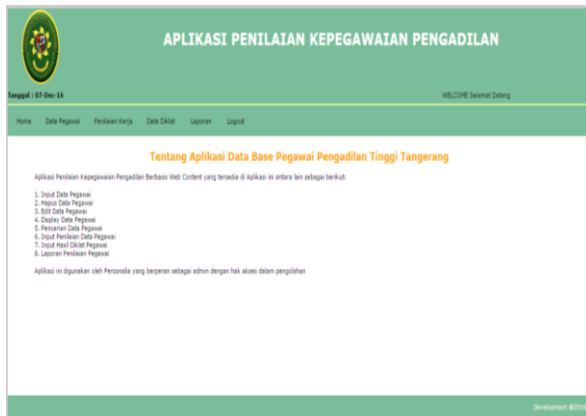 APLIKASI PENILAIAN KEPEGAWAIAN PENGADILAN
Tanggal : 07-Dec-16
WELCOME Selamat Datang
Home Data Pegawai Penilaian Kerja Data Diklat Laporan Logout
Tentang Aplikasi Data Base Pegawai Pengadilan Tinggi Tangerang
Aplikasi Penilaian Kepegawaian Pengadilan Berbasis Web Content yang tersedia di Aplikasi ini antara lain sebagai berikut:
1. Input Data Pegawai
2. Hapus Data Pegawai
3. Edit Data Pegawai
4. Display Data Pegawai
5. Pencarian Data Pegawai
6. Input Penilaian Data Pegawai
7. Input Hasil Diklat Pegawai
8. Laporan Penilaian Pegawai
Aplikasi ini digunakan oleh Personalia yang berperan sebagai admin dengan hak akses dalam pengolahan
Development @2016